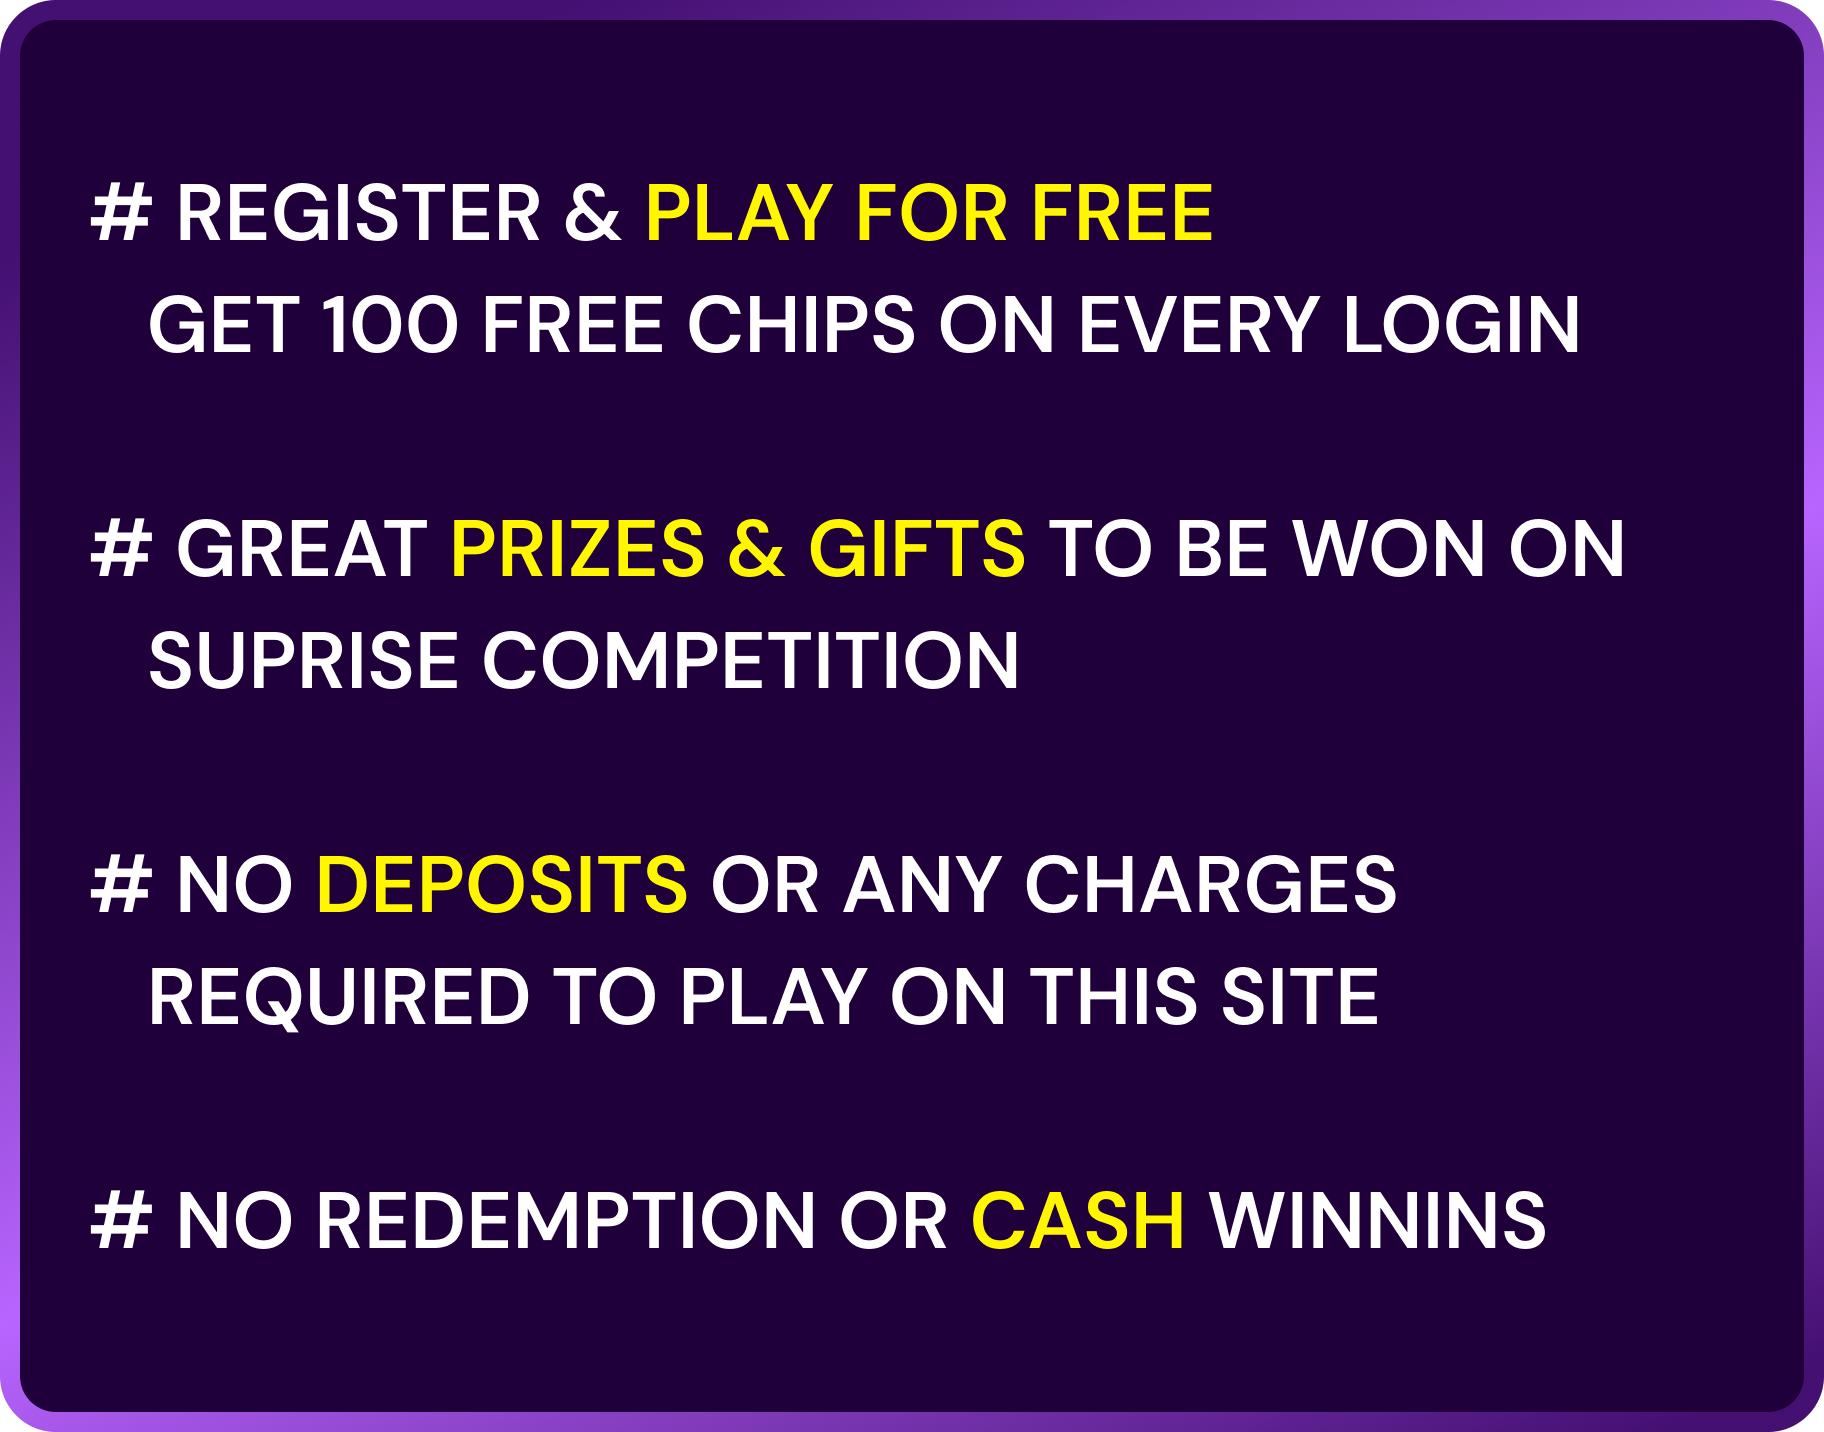 # REGISTER & PLAY FOR FREE
GET 100 FREE CHIPS ON EVERY LOGIN
# GREAT PRIZES & GIFTS TO BE WON ON
SUPRISE COMPETITION
# NO DEPOSITS OR ANY CHARGES
REQUIRED TO PLAY ON THIS SITE
# NO REDEMPTION OR CASH WINNINS